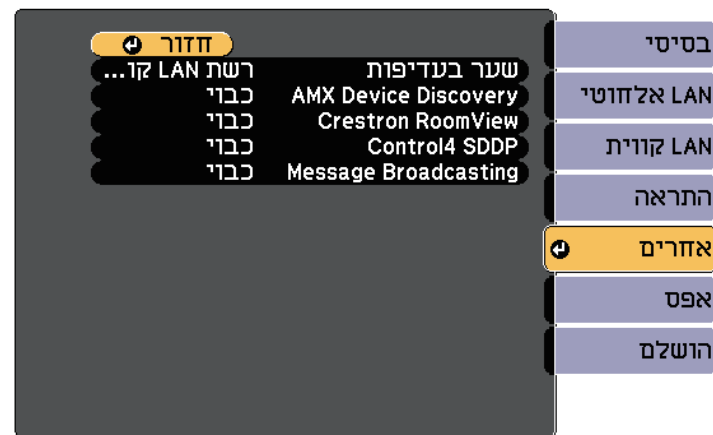 חזור
שער בעדיפות רשת LAN קו...
AMX Device Discovery כבוי
Crestron RoomView כבוי
Control4 SDDP כבוי
Message Broadcasting כבוי
בסיסי
LAN אלחוטי
LAN קווית
התראה
אחרים
אפס
הושלם